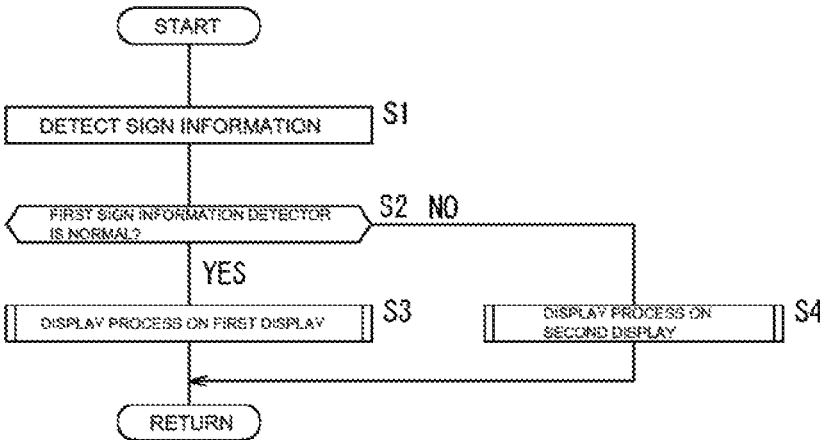 START
DETECT SIGN INFORMATION
S1
FIRST SIGN INFORMATION DETECTOR
IS NORMAL?
S2 NO
YES
DISPLAY PROCESS ON FIRST DISPLAY
S3
DISPLAY PROCESS ON
SECOND DISPLAY
S4
RETURN